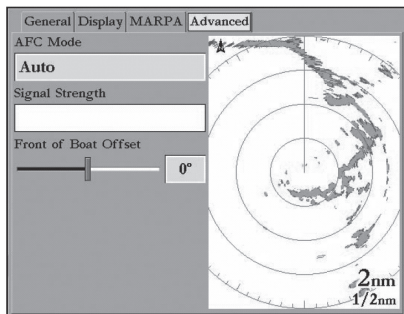 General Display MARPA Advanced
AFC Mode
Auto
Signal Strength
Front of Boat Offset
0°
2nm
1/2nm